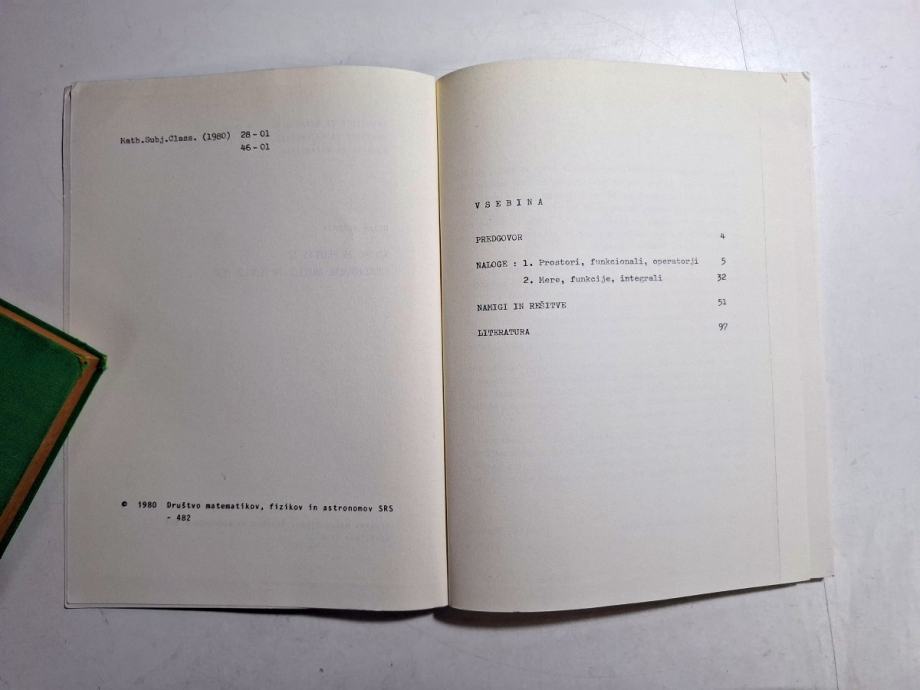 Math.Subj.Class. (1980) 28-01
46-01
© 1980 Društvo matematikov, fizikov in astronomov SRS
- 482
VSEBINA
PREDGOVOR 4
NALOGE : 1. Prostori, funkcionali, operatorji 5
2. Mere, funkcije, integrali 32
NAMIGI IN REŠITVE 51
LITERATURA 97